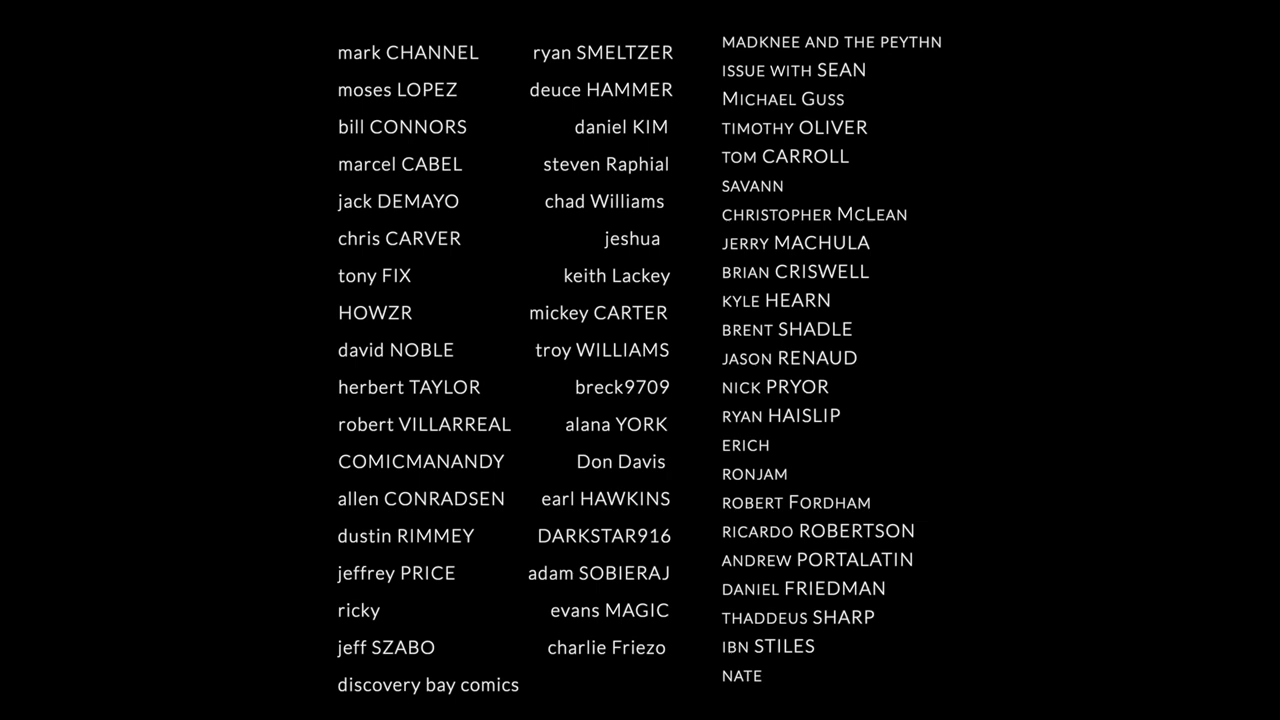 mark CHANNEL
moses LOPEZ
bill CONNORS
marcel CABEL
jack DEMAYO
chris CARVER
tony FIX
HOWZR
david NOBLE
herbert TAYLOR
robert VILLARREAL
COMICMANANDY
allen CONRADSEN
dustin RIMMEY
jeffrey PRICE
ricky
jeff SZABO
discovery bay comics
ryan SMELTZER
deuce HAMMER
daniel KIM
steven Raphial
chad Williams
jeshua
keith Lackey
mickey CARTER
troy WILLIAMS
breck9709
alana YORK
Don Davis
earl HAWKINS
DARKSTAR916
adam SOBIERAJ
evans MAGIC
charlie Friezo
MADKNEE AND THE PEYTHN
ISSUE WITH SEAN
MICHAEL GUSS
TIMOTHY OLIVER
TOM CARROLL
SAVANN
CHRISTOPHER MCLEAN
JERRY MACHULA
BRIAN CRISWELL
KYLE HEARN
BRENT SHADLE
JASON RENAUD
NICK PRYOR
RYAN HAISLIP
ERICH
RONJAM
ROBERT FORDHAM
RICARDO ROBERTSON
ANDREW PORTALATIN
DANIEL FRIEDMAN
THADDEUS SHARP
IBN STILES
NATE